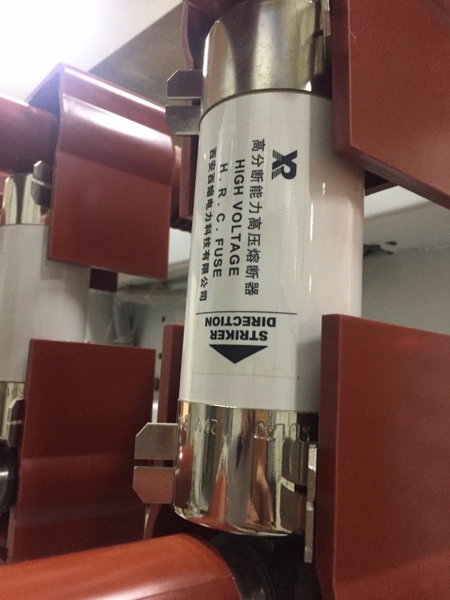 XR
高分断能力高压熔断器
HIGH VOLTAGE
H . R . C . FUSE
西安西熔电力科技有限公司
STRIKER
DIRECTION